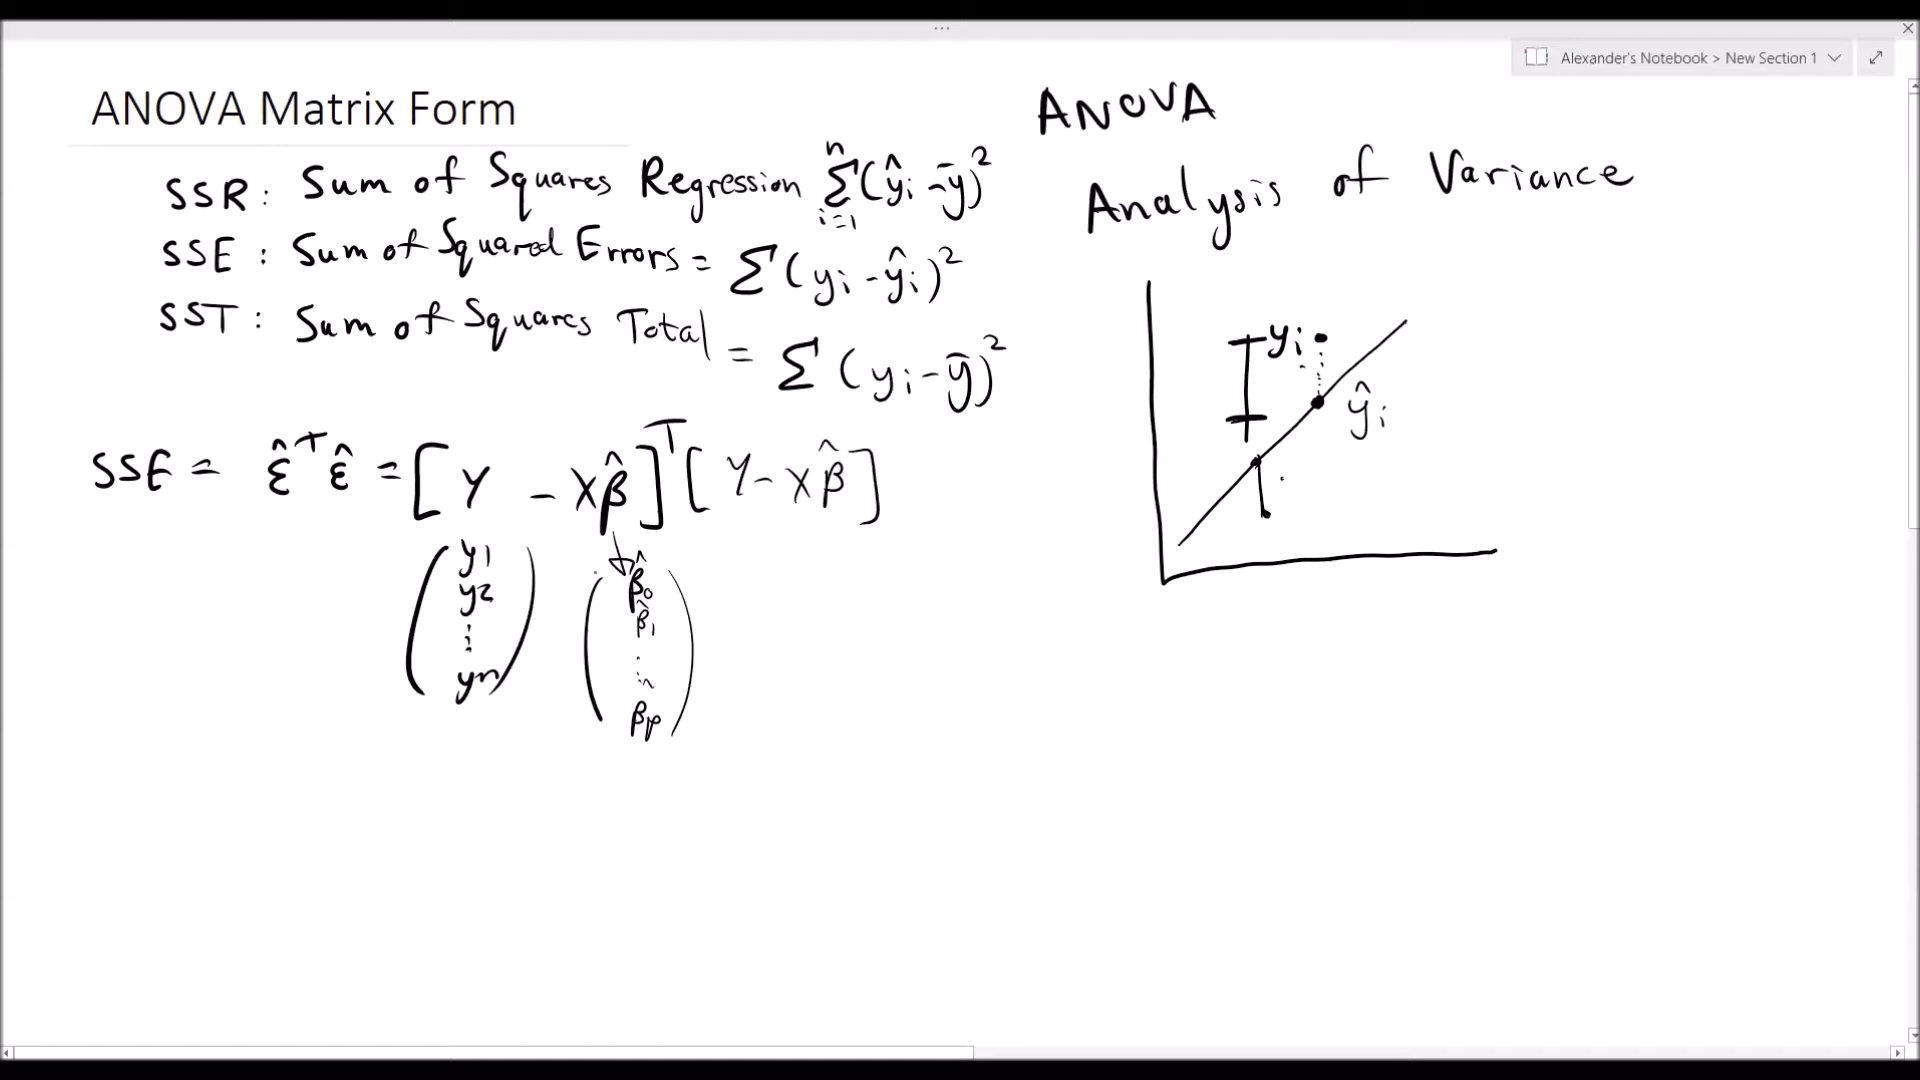 Alexander's Notebook > New Section 1
ANOVA Matrix Form
SSR: Sum of Squares Regression Σ_{i=1}^{n}(ŷi - ȳ)²
SSE: Sum of Squared Errors = Σ(yi - ŷi)²
SST: Sum of Squares Total = Σ(yi - ȳ)²
SSE = ε̂ᵀ ε̂ = [Y - Xβ̂]ᵀ[Y - Xβ̂]
y1
y2
⋮
yn
β̂0
β̂1
⋮
βp
ANOVA
Analysis of Variance
yi
ŷi